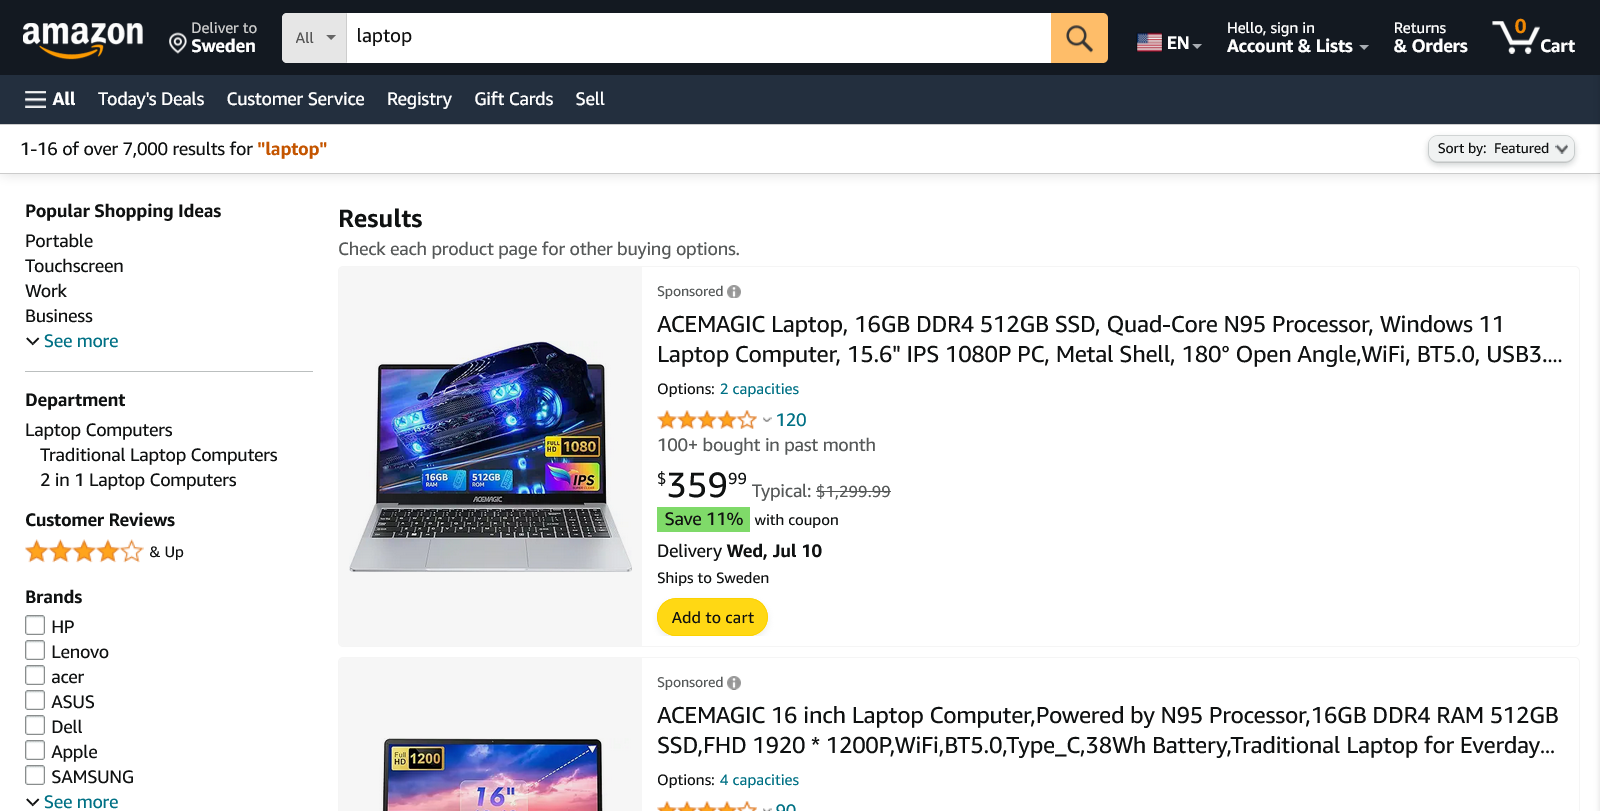 amazon
Deliver to
Sweden
All
laptop
EN
Hello, sign in
Account & Lists
Returns
& Orders
0
Cart
All
Today's Deals
Customer Service
Registry
Gift Cards
Sell
1-16 of over 7,000 results for "laptop"
Sort by: Featured
Popular Shopping Ideas
Portable
Touchscreen
Work
Business
See more
Department
Laptop Computers
Traditional Laptop Computers
2 in 1 Laptop Computers
Customer Reviews
& Up
Brands
HP
Lenovo
acer
ASUS
Dell
Apple
SAMSUNG
See more
Results
Check each product page for other buying options.
FULL HD 1080
16GB RAM
512GB ROM
IPS
ACEMAGIC
Sponsored
ACEMAGIC Laptop, 16GB DDR4 512GB SSD, Quad-Core N95 Processor, Windows 11
Laptop Computer, 15.6" IPS 1080P PC, Metal Shell, 180° Open Angle,WiFi, BT5.0, USB3....
Options: 2 capacities
120
100+ bought in past month
$359.99 Typical: $1,299.99
Save 11% with coupon
Delivery Wed, Jul 10
Ships to Sweden
Add to cart
Full HD 1200
16"
Sponsored
ACEMAGIC 16 inch Laptop Computer,Powered by N95 Processor,16GB DDR4 RAM 512GB
SSD,FHD 1920 * 1200P,WiFi,BT5.0,Type_C,38Wh Battery,Traditional Laptop for Everday...
Options: 4 capacities
90